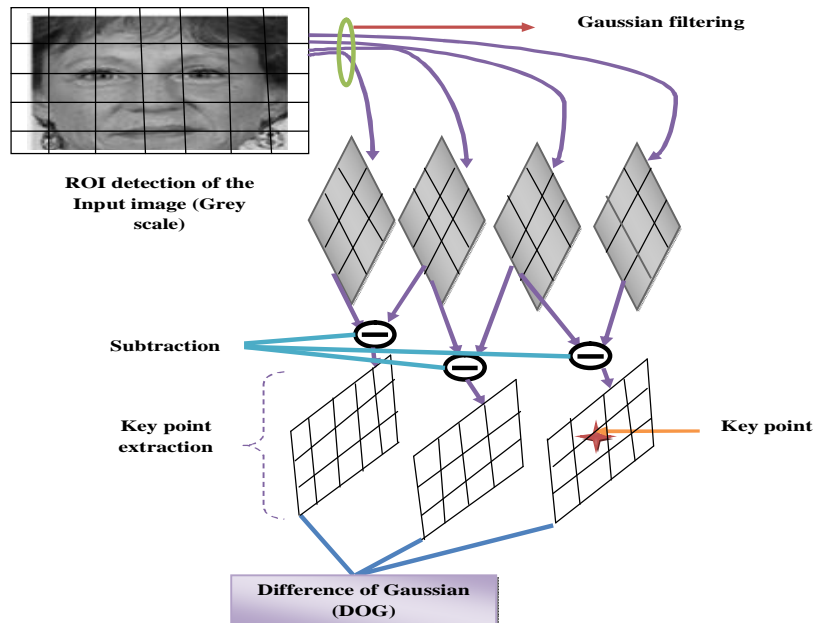 Gaussian filtering
ROI detection of the
Input image (Grey
scale)
Subtraction
Key point
extraction
Key point
Difference of Gaussian
(DOG)